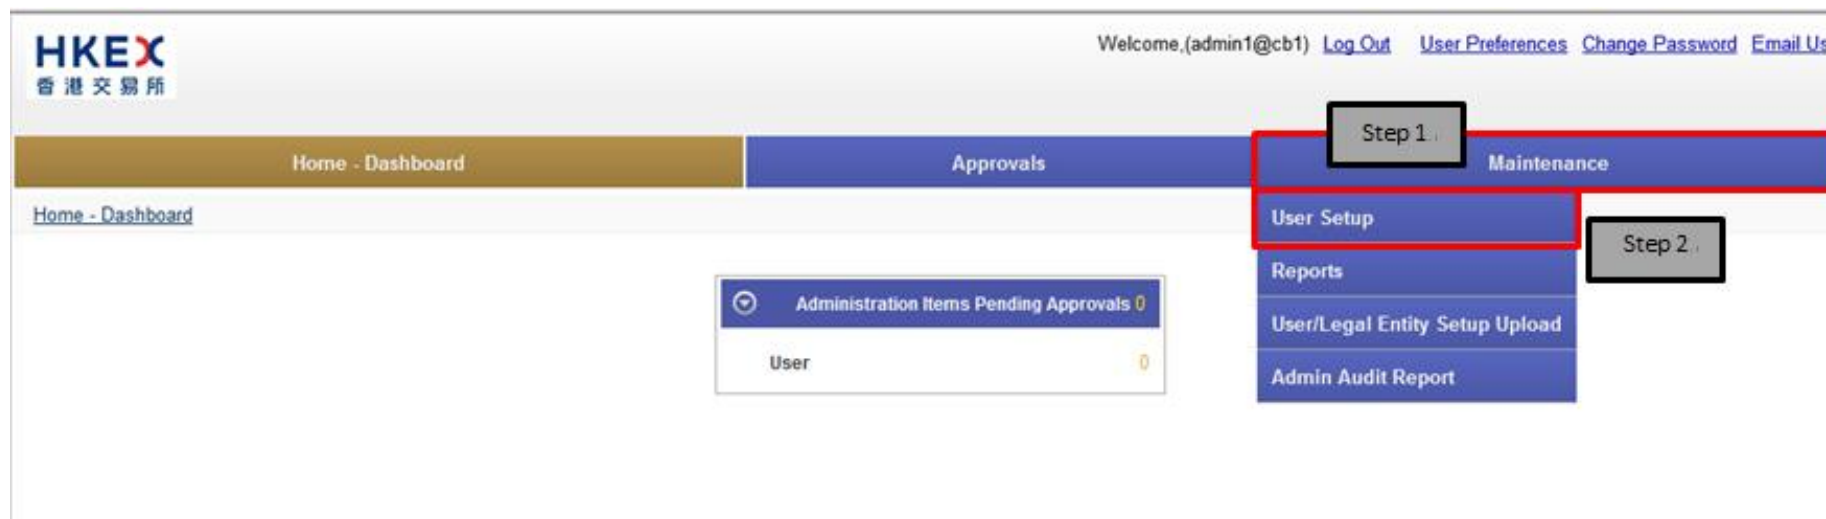 HKEX
香港交易所
Welcome,(admin1@cb1) Log Out User Preferences Change Password Email Us
Step 1.
Home - Dashboard Approvals Maintenance
Home - Dashboard
User Setup
Step 2.
Reports
Administration Items Pending Approvals 0
User/Legal Entity Setup Upload
User 0
Admin Audit Report